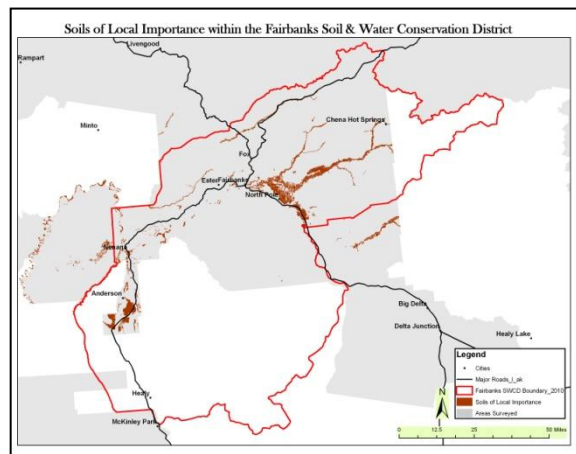 Soils of Local Importance within the Fairbanks Soil & Water Conservation District
Livengood
Rampart
Minto
Chena Hot Springs
Fox
Ester
Fairbanks
North Pole
Nenana
Anderson
Big Delta
Delta Junction
Healy Lake
Healy
McKinley Park
Legend
Cities
Major Roads_l_ak
Fairbanks SWCD Boundary_2010
Soils of Local Importance
Areas Surveyed
N
0
12.5
25
50 Miles